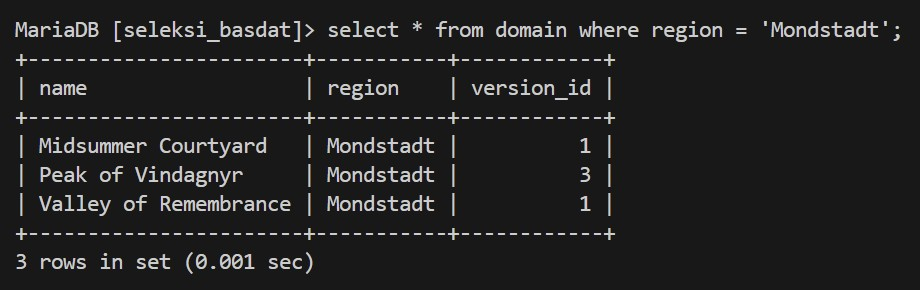 MariaDB [seleksi_basdat]> select * from domain where region = 'Mondstadt';
+-----------------------+-----------+------------+
| name                  | region    | version_id |
+-----------------------+-----------+------------+
| Midsummer Courtyard   | Mondstadt |          1 |
| Peak of Vindagnyr     | Mondstadt |          3 |
| Valley of Remembrance | Mondstadt |          1 |
+-----------------------+-----------+------------+
3 rows in set (0.001 sec)